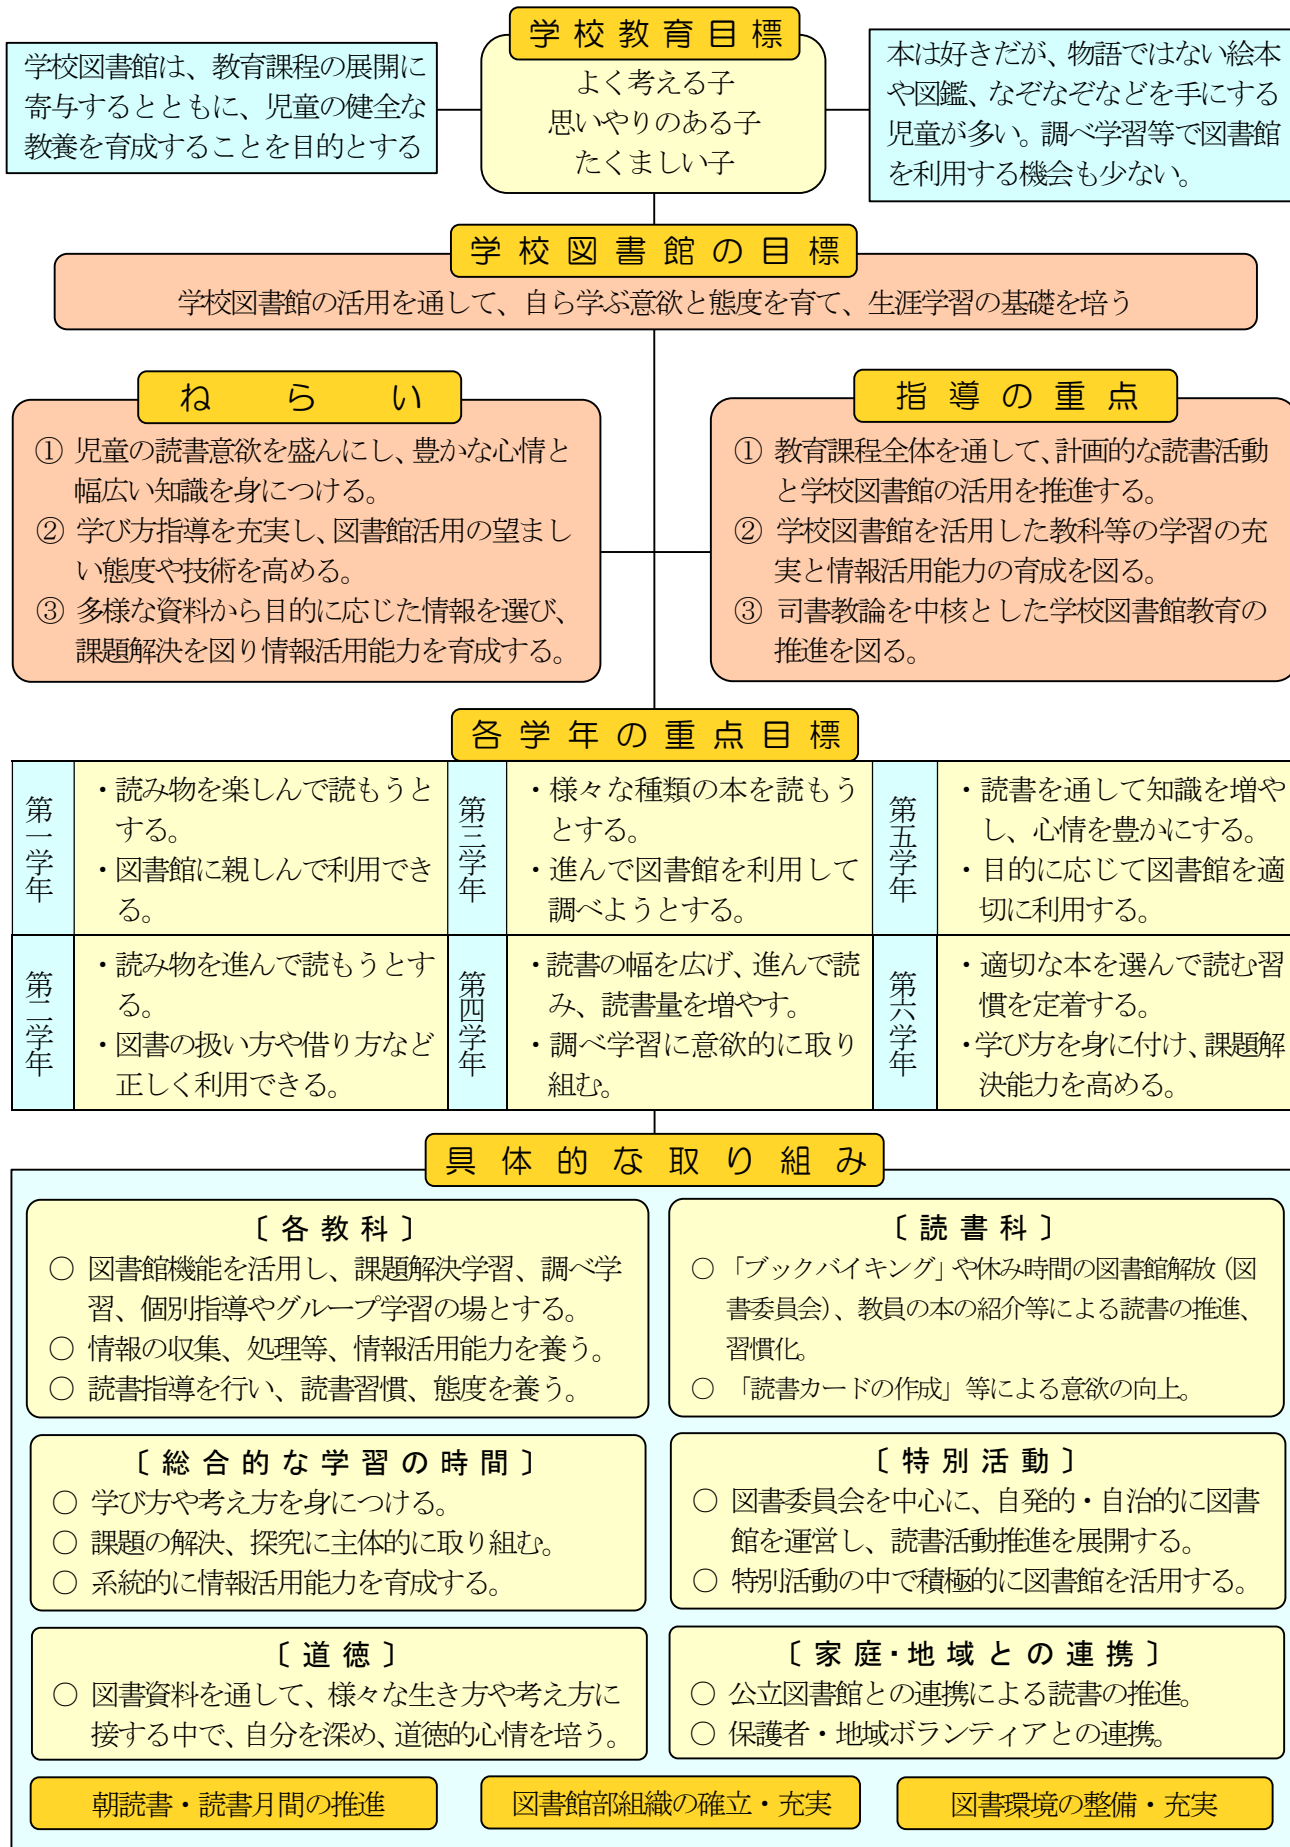 学校教育目標
よく考える子
思いやりのある子
たくましい子
学校図書館は、教育課程の展開に
寄与するとともに、児童の健全な
教養を育成することを目的とする
本は好きだが、物語ではない絵本
や図鑑、なぞなぞなどを手にする
児童が多い。調べ学習等で図書館
を利用する機会も少ない。
学校図書館の目標
学校図書館の活用を通して、自ら学ぶ意欲と態度を育て、生涯学習の基礎を培う
ねらい
① 児童の読書意欲を盛んにし、豊かな心情と
幅広い知識を身につける。
② 学び方指導を充実し、図書館活用の望まし
い態度や技術を高める。
③ 多様な資料から目的に応じた情報を選び、
課題解決を図り情報活用能力を育成する。
指導の重点
① 教育課程全体を通して、計画的な読書活動
と学校図書館の活用を推進する。
② 学校図書館を活用した教科等の学習の充
実と情報活用能力の育成を図る。
③ 司書教論を中核とした学校図書館教育の
推進を図る。
各学年の重点目標
第一学年
・読み物を楽しんで読もうと
する。
・図書館に親しんで利用でき
る。
第三学年
・様々な種類の本を読もう
とする。
・進んで図書館を利用して
調べようとする。
第五学年
・読書を通して知識を増や
し、心情を豊かにする。
・目的に応じて図書館を適
切に利用する。
第二学年
・読み物を進んで読もうとす
る。
・図書の扱い方や借り方など
正しく利用できる。
第四学年
・読書の幅を広げ、進んで読
み、読書量を増やす。
・調べ学習に意欲的に取り
組む。
第六学年
・適切な本を選んで読む習
慣を定着する。
・学び方を身に付け、課題解
決能力を高める。
具体的な取り組み
〔各教科〕
○ 図書館機能を活用し、課題解決学習、調べ学
習、個別指導やグループ学習の場とする。
○ 情報の収集、処理等、情報活用能力を養う。
○ 読書指導を行い、読書習慣、態度を養う。
〔読書科〕
○ 「ブックバイキング」や休み時間の図書館解放（図
書委員会）、教員の本の紹介等による読書の推進、
習慣化。
○ 「読書カードの作成」等による意欲の向上。
〔総合的な学習の時間〕
○ 学び方や考え方を身につける。
○ 課題の解決、探究に主体的に取り組む。
○ 系統的に情報活用能力を育成する。
〔特別活動〕
○ 図書委員会を中心に、自発的・自治的に図書
館を運営し、読書活動推進を展開する。
○ 特別活動の中で積極的に図書館を活用する。
〔道徳〕
○ 図書資料を通して、様々な生き方や考え方に
接する中で、自分を深め、道徳的心情を培う。
〔家庭・地域との連携〕
○ 公立図書館との連携による読書の推進。
○ 保護者・地域ボランティアとの連携。
朝読書・読書月間の推進
図書館部組織の確立・充実
図書環境の整備・充実